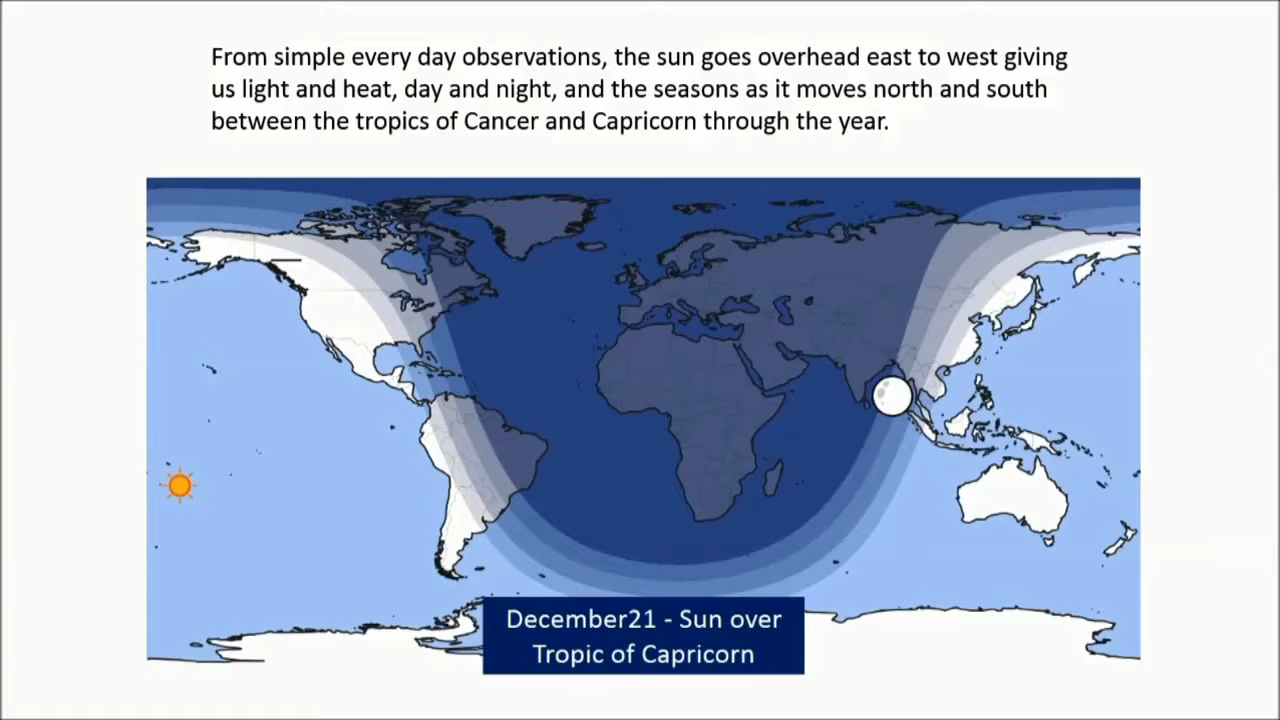 From simple every day observations, the sun goes overhead east to west giving
us light and heat, day and night, and the seasons as it moves north and south
between the tropics of Cancer and Capricorn through the year.
December21 - Sun over
Tropic of Capricorn